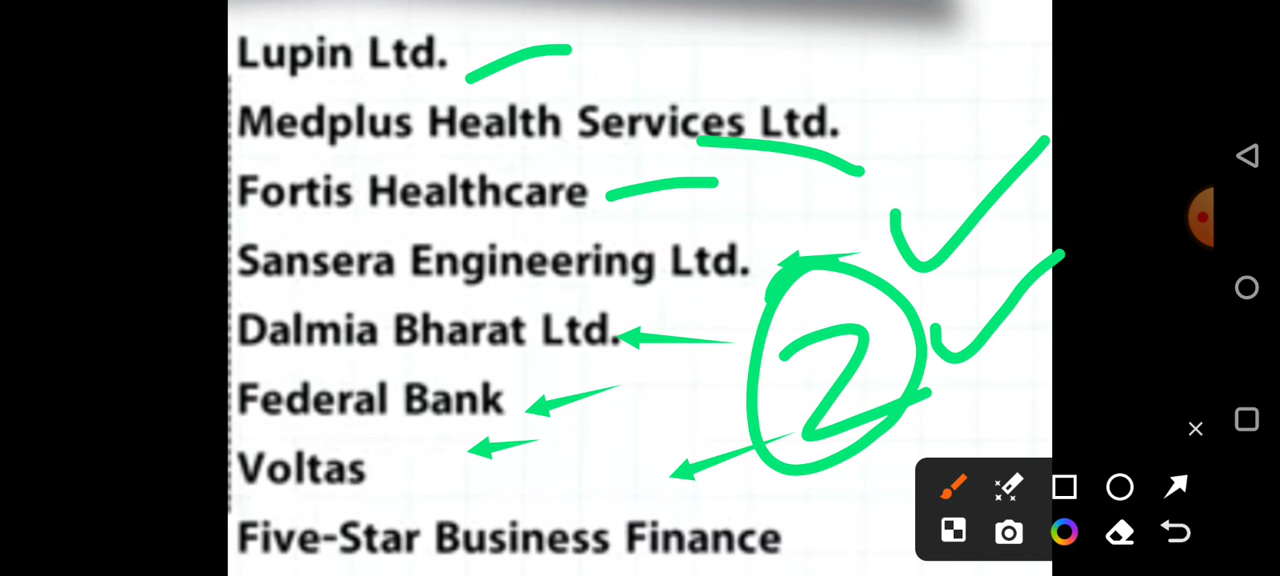 Lupin Ltd.
Medplus Health Services Ltd.
Fortis Healthcare
Sansera Engineering Ltd.
Dalmia Bharat Ltd.
2
Federal Bank
Voltas
Five-Star Business Finance